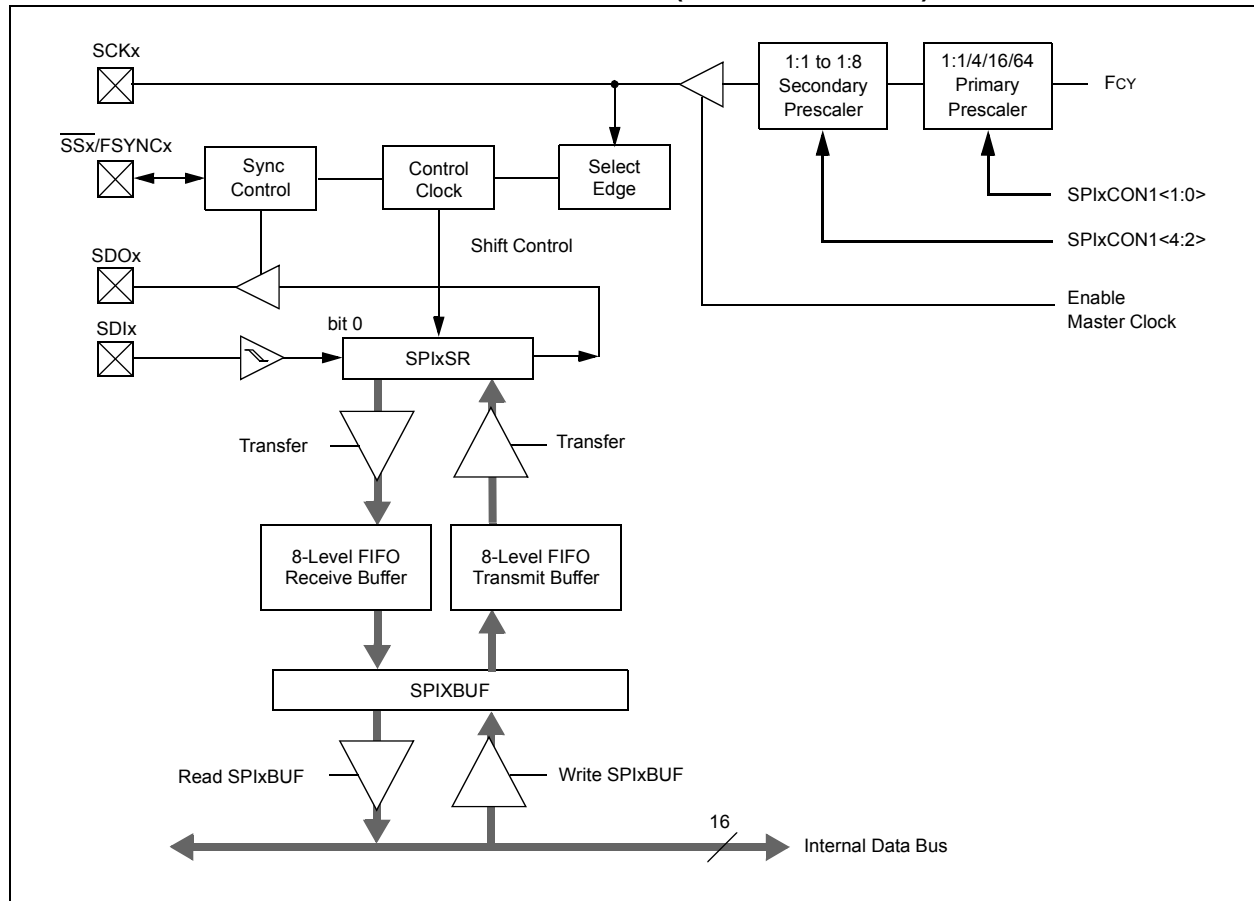 SCKx
1:1 to 1:8
Secondary
Prescaler
1:1/4/16/64
Primary
Prescaler
FCY
SSx/FSYNCx
Sync
Control
Control
Clock
Select
Edge
SPIxCON1<1:0>
SPIxCON1<4:2>
Shift Control
SDOx
Enable
Master Clock
bit 0
SDIx
SPIxSR
Transfer
Transfer
8-Level FIFO
Receive Buffer
8-Level FIFO
Transmit Buffer
SPIXBUF
Read SPIxBUF
Write SPIxBUF
16
Internal Data Bus